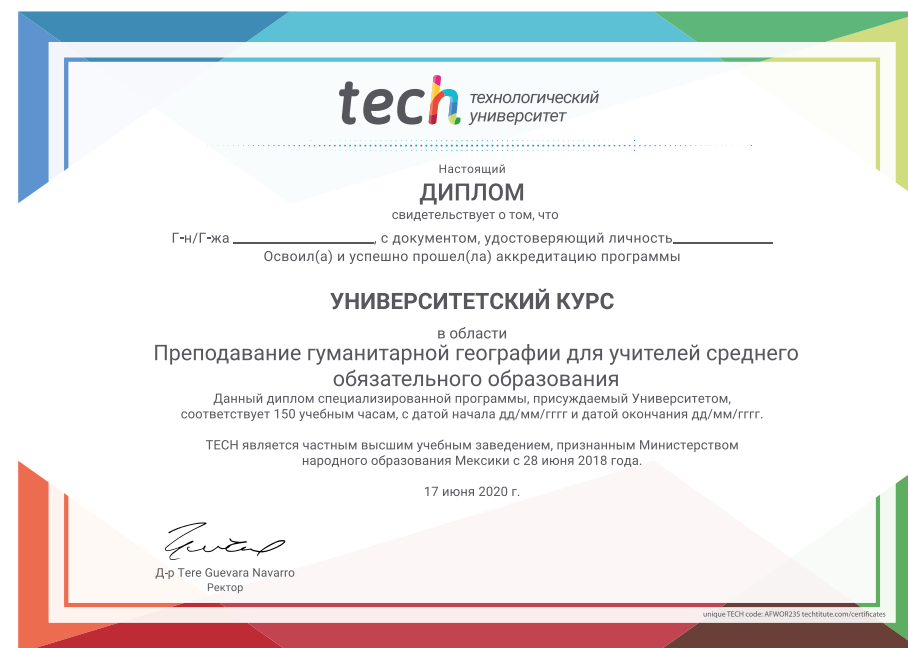 tech технологический
университет
Настоящий
ДИПЛОМ
свидетельствует о том, что
Г-н/Г-жа ________________, с документом, удостоверяющий личность____________
Освоил(а) и успешно прошел(ла) аккредитацию программы
УНИВЕРСИТЕТСКИЙ КУРС
в области
Преподавание гуманитарной географии для учителей среднего
обязательного образования
Данный диплом специализированной программы, присуждаемый Университетом,
соответствует 150 учебным часам, с датой начала дд/мм/гггг и датой окончания дд/мм/гггг.
TECH является частным высшим учебным заведением, признанным Министерством
народного образования Мексики с 28 июня 2018 года.
17 июня 2020 г.
Д-р Tere Guevara Navarro
Ректор
unique TECH code: AFWOR23S techtitute.com/certificates